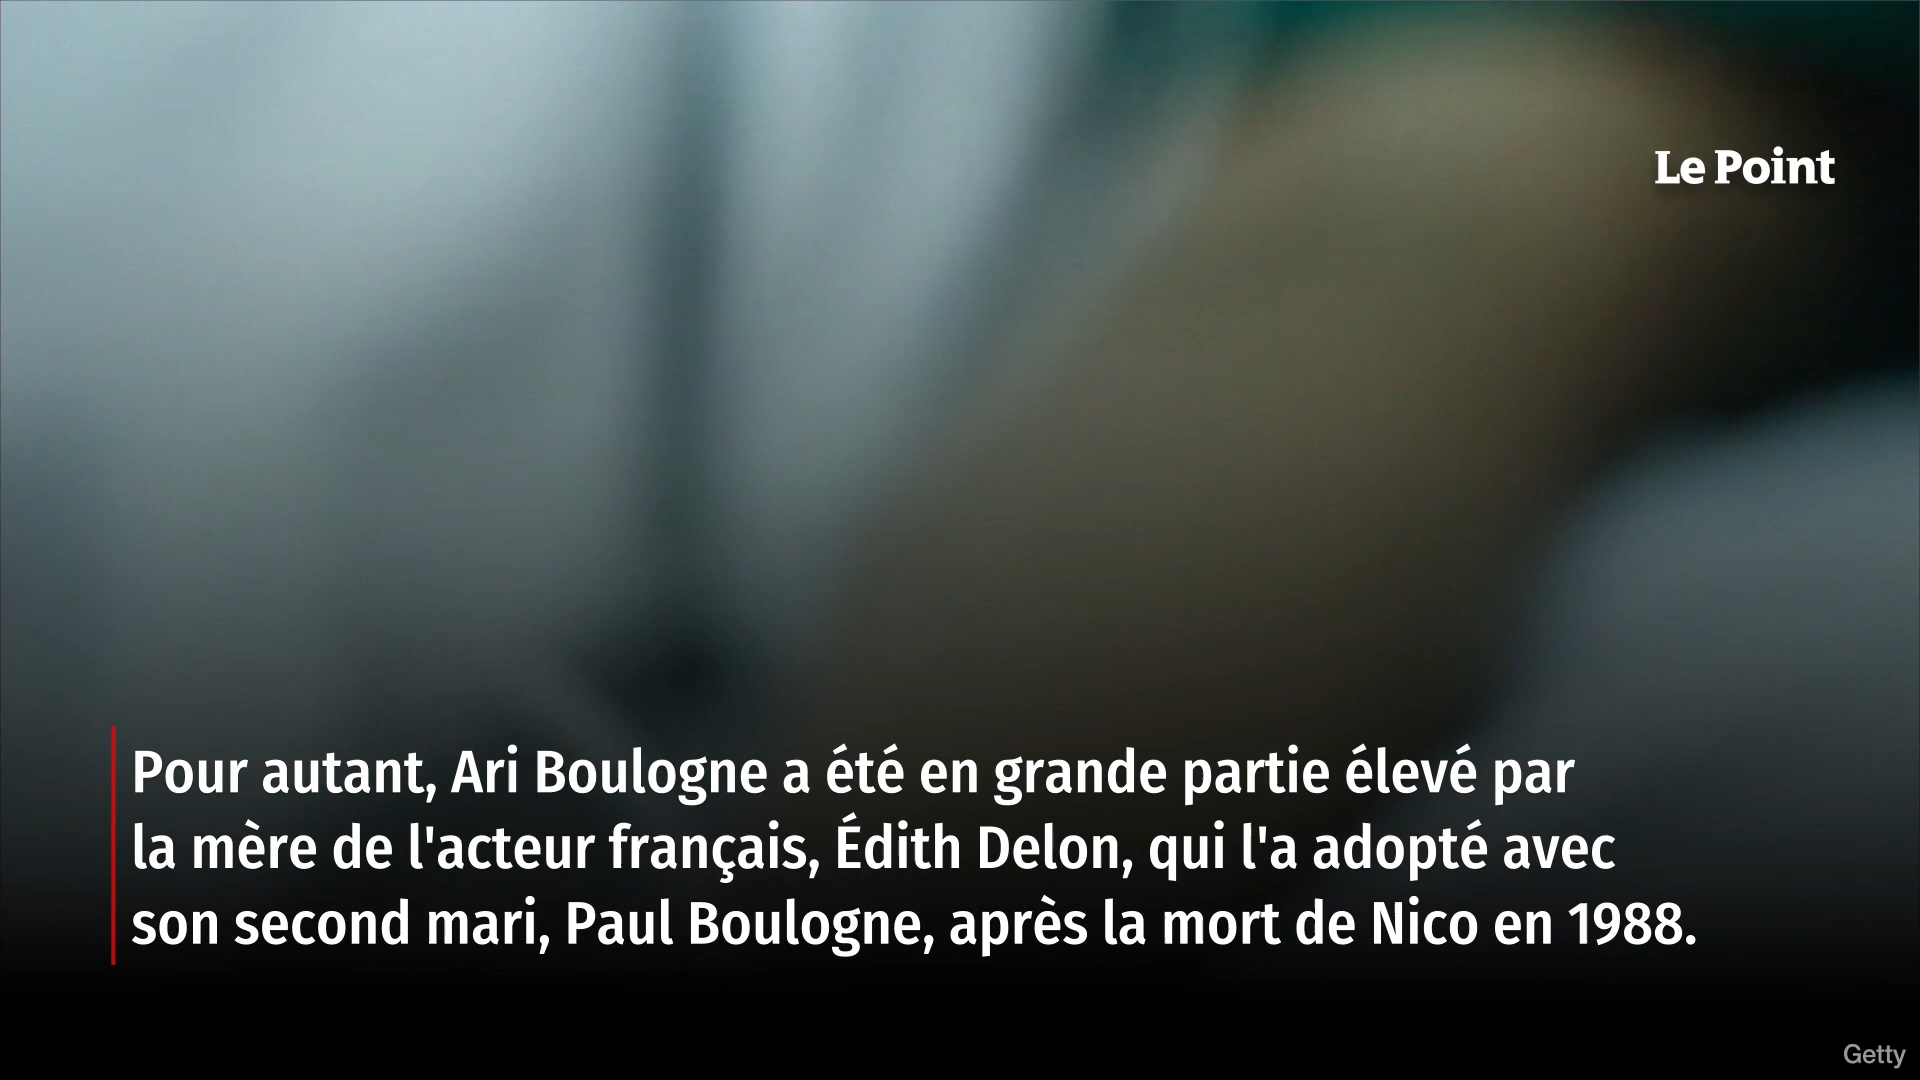 Le Point
Pour autant, Ari Boulogne a été en grande partie élevé par
la mère de l'acteur français, Édith Delon, qui l'a adopté avec
son second mari, Paul Boulogne, après la mort de Nico en 1988.
Getty